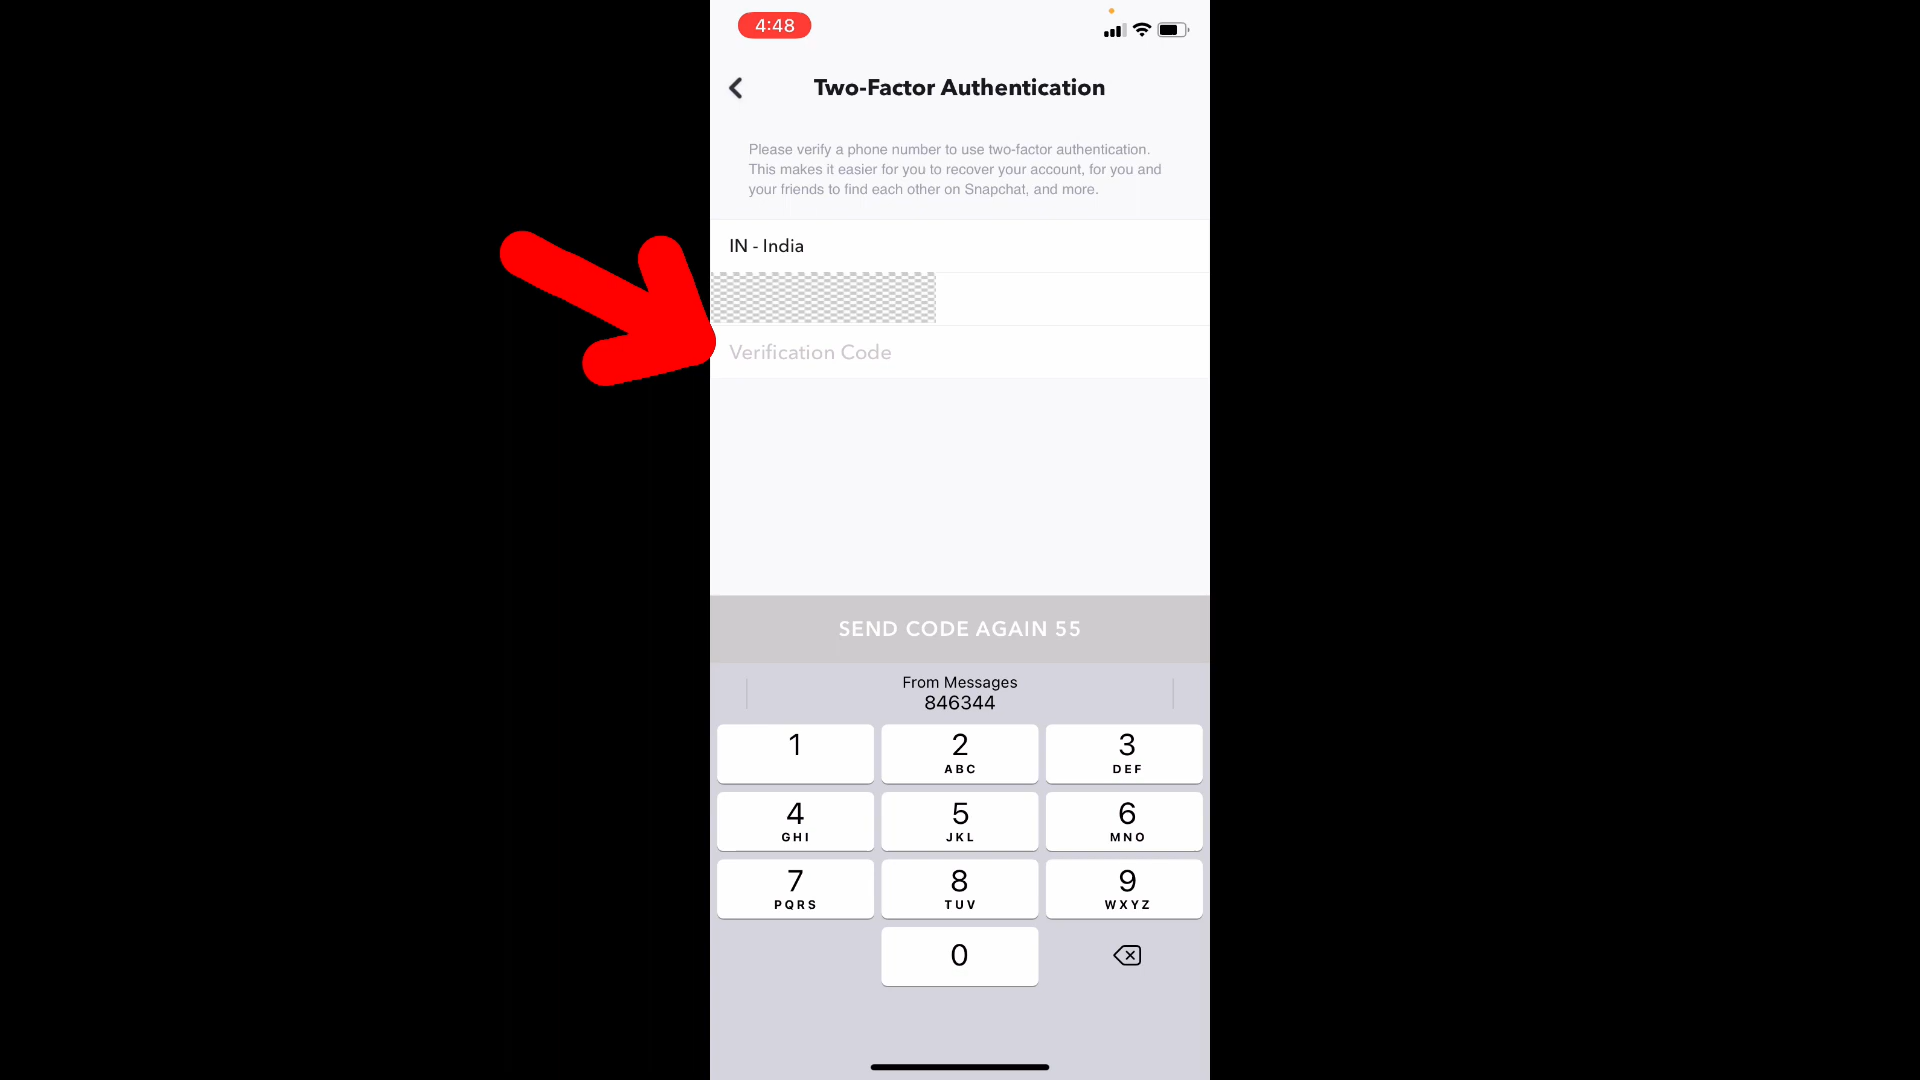 4:48
Two-Factor Authentication
Please verify a phone number to use two-factor authentication.
This makes it easier for you to recover your account, for you and
your friends to find each other on Snapchat, and more.
IN - India
Verification Code
SEND CODE AGAIN 55
From Messages
846344
1
2
ABC
3
DEF
4
GHI
5
JKL
6
MNO
7
PQRS
8
TUV
9
WXYZ
0